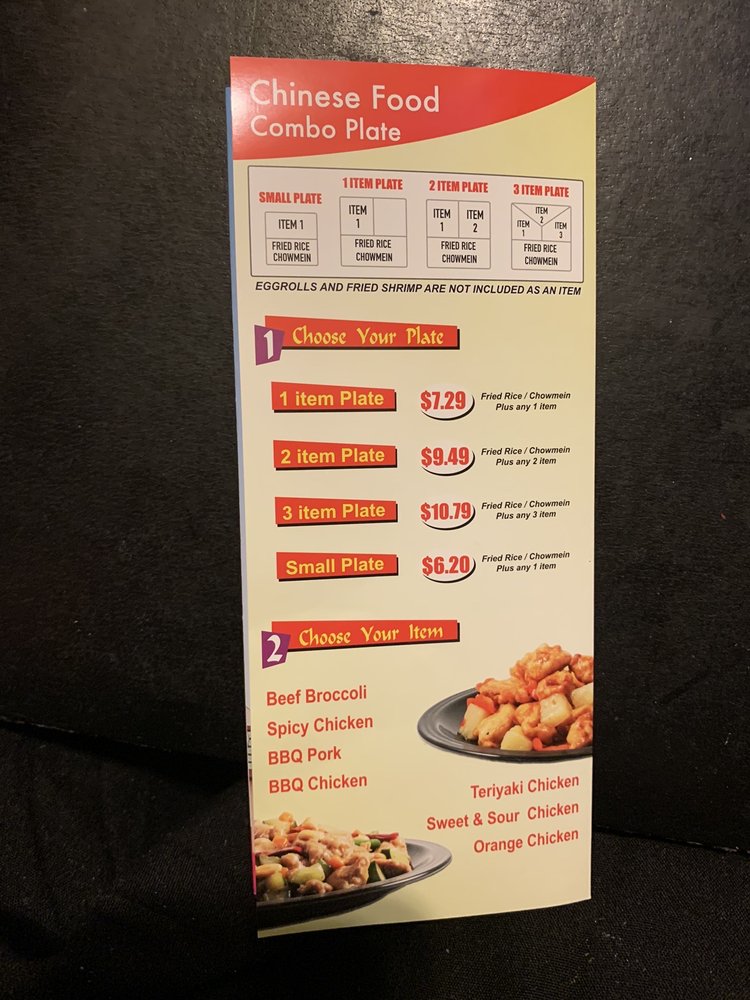 Chinese Food
Combo Plate
SMALL PLATE
ITEM 1
FRIED RICE
CHOWMEIN
1 ITEM PLATE
ITEM
1
FRIED RICE
CHOWMEIN
2 ITEM PLATE
ITEM
1
ITEM
2
FRIED RICE
CHOWMEIN
3 ITEM PLATE
ITEM
1
ITEM
2
ITEM
3
FRIED RICE
CHOWMEIN
EGGROLLS AND FRIED SHRIMP ARE NOT INCLUDED AS AN ITEM
1 Choose Your Plate
1 item Plate $7.29 Fried Rice / Chowmein
Plus any 1 item
2 item Plate $9.49 Fried Rice / Chowmein
Plus any 2 item
3 item Plate $10.79 Fried Rice / Chowmein
Plus any 3 item
Small Plate $6.20 Fried Rice / Chowmein
Plus any 1 item
2 Choose Your Item
Beef Broccoli
Spicy Chicken
BBQ Pork
BBQ Chicken
Teriyaki Chicken
Sweet & Sour Chicken
Orange Chicken